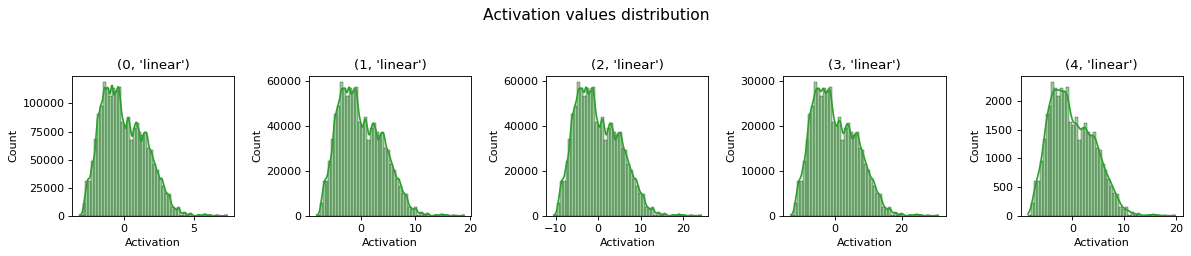 Activation values distribution
(0, 'linear')
(1, 'linear')
(2, 'linear')
(3, 'linear')
(4, 'linear')
Count
100000
75000
50000
25000
0
0
5
Activation
Count
60000
40000
20000
0
0
10
20
Activation
Count
60000
40000
20000
0
−10
0
10
20
Activation
Count
30000
20000
10000
0
0
20
Activation
Count
2000
1500
1000
500
0
0
10
20
Activation